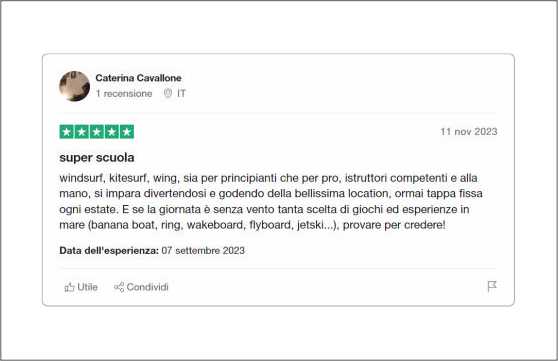 Caterina Cavallone
1 recensione IT
11 nov 2023
super scuola
windsurf, kitesurf, wing, sia per principianti che per pro, istruttori competenti e alla
mano, si impara divertendosi e godendo della bellissima location, ormai tappa fissa
ogni estate. E se la giornata è senza vento tanta scelta di giochi ed esperienze in
mare (banana boat, ring, wakeboard, flyboard, jetski...), provare per credere!
Data dell'esperienza: 07 settembre 2023
Utile Condividi